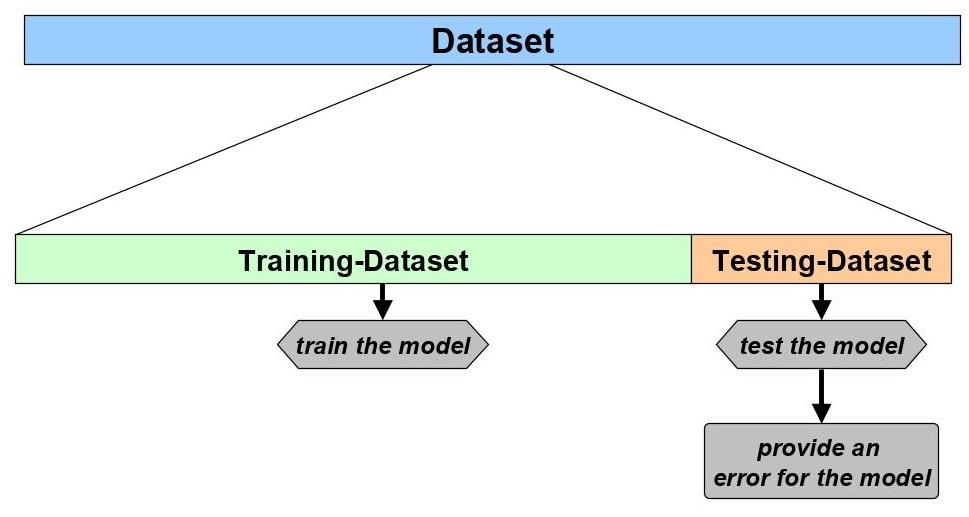 Dataset
Training-Dataset
Testing-Dataset
train the model
test the model
provide an
error for the model